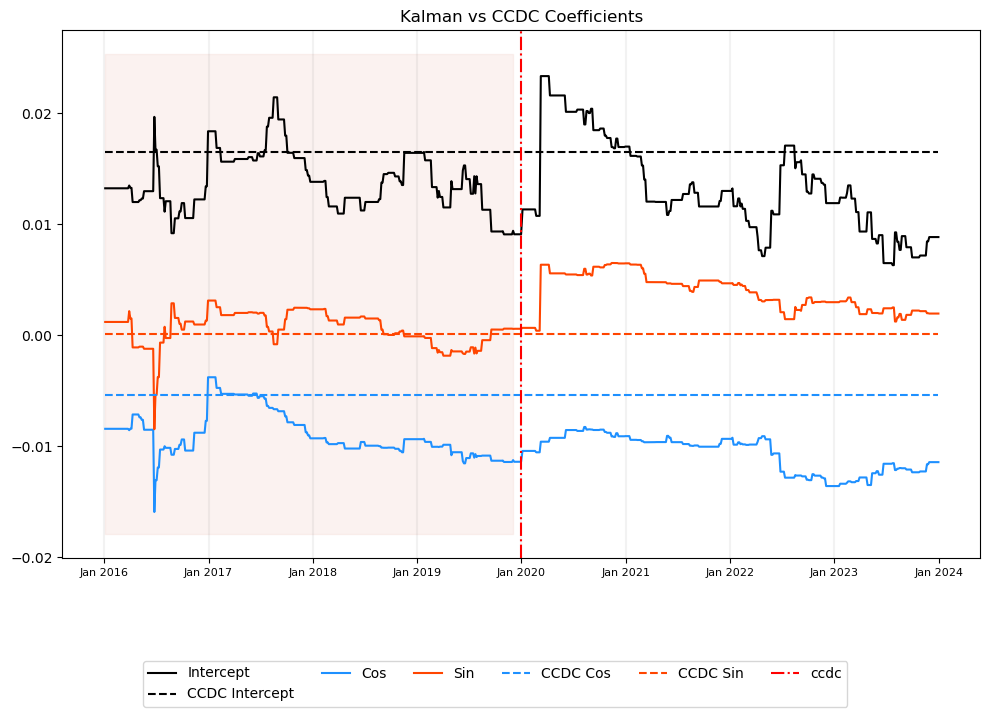 Kalman vs CCDC Coefficients
0.02
0.01
0.00
−0.01
−0.02
Jan 2016 Jan 2017 Jan 2018 Jan 2019 Jan 2020 Jan 2021 Jan 2022 Jan 2023 Jan 2024
Intercept Cos Sin CCDC Cos CCDC Sin ccdc
CCDC Intercept